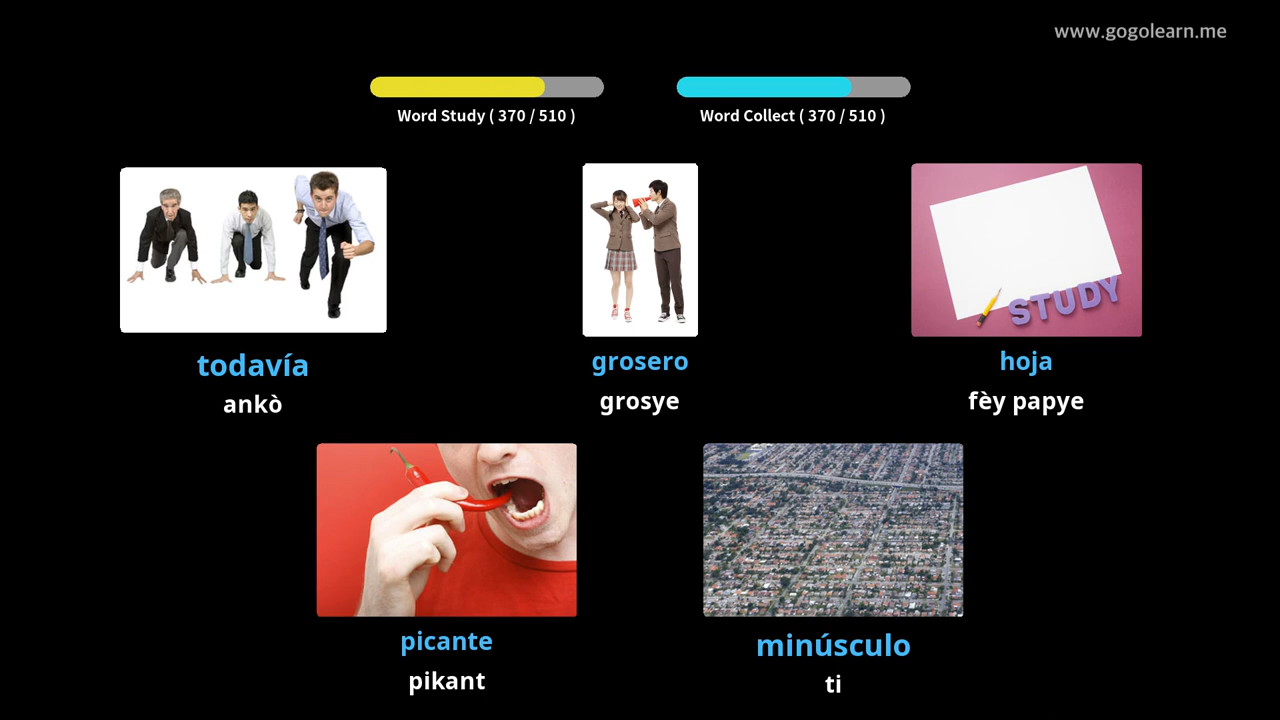 www.gogolearn.me
Word Study ( 370 / 510 )
Word Collect ( 370 / 510 )
STUDY
todavía
ankò
grosero
grosye
hoja
fèy papye
picante
pikant
minúsculo
ti